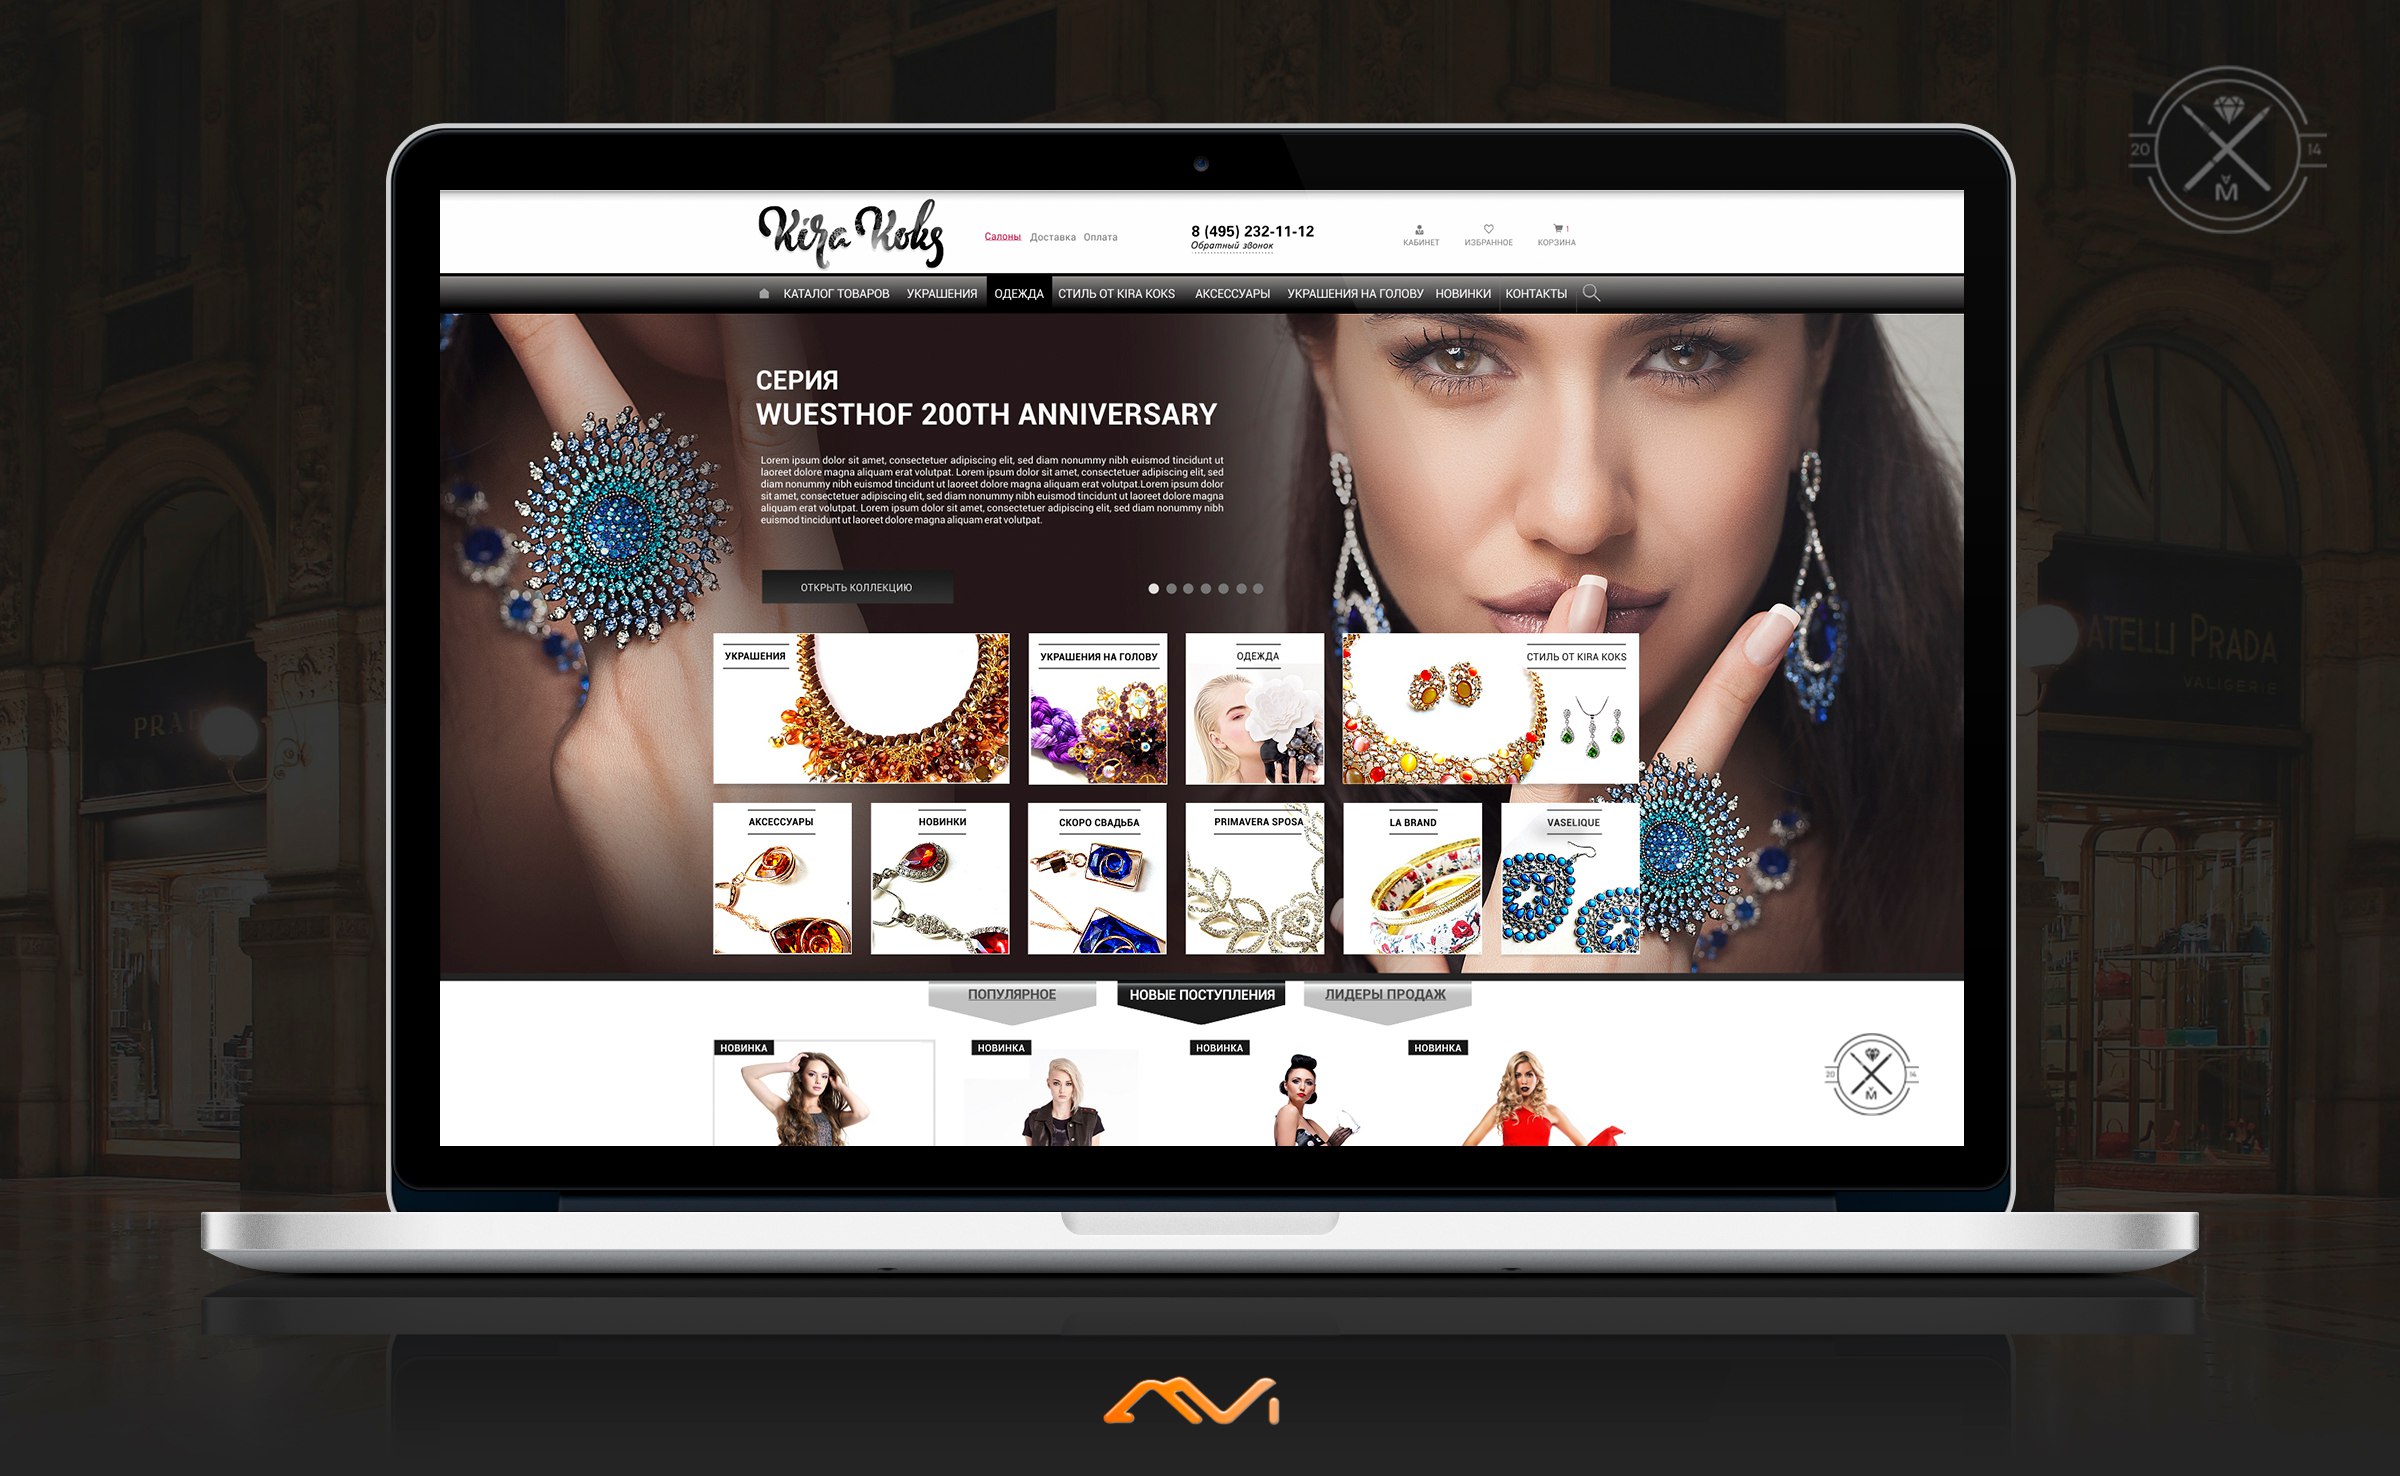 20 14
M
Kira Koks
Салоны Доставка Оплата
8 (495) 232-11-12
Обратный звонок
КАБИНЕТ ИЗБРАННОЕ 1 КОРЗИНА
КАТАЛОГ ТОВАРОВ УКРАШЕНИЯ ОДЕЖДА СТИЛЬ ОТ KIRA KOKS АКСЕССУАРЫ УКРАШЕНИЯ НА ГОЛОВУ НОВИНКИ КОНТАКТЫ
СЕРИЯ
WUESTHOF 200TH ANNIVERSARY
Lorem ipsum dolor sit amet, consectetuer adipiscing elit, sed diam nonummy nibh euismod tincidunt ut
laoreet dolore magna aliquam erat volutpat. Lorem ipsum dolor sit amet, consectetuer adipiscing elit, sed
diam nonummy nibh euismod tincidunt ut laoreet dolore magna aliquam erat volutpat.Lorem ipsum dolor
sit amet, consectetuer adipiscing elit, sed diam nonummy nibh euismod tincidunt ut laoreet dolore magna
aliquam erat volutpat. Lorem ipsum dolor sit amet, consectetuer adipiscing elit, sed diam nonummy nibh
euismod tincidunt ut laoreet dolore magna aliquam erat volutpat.
ОТКРЫТЬ КОЛЛЕКЦИЮ
УКРАШЕНИЯ УКРАШЕНИЯ НА ГОЛОВУ ОДЕЖДА СТИЛЬ ОТ KIRA KOKS
АКСЕССУАРЫ НОВИНКИ СКОРО СВАДЬБА PRIMAVERA SPOSA LA BRAND VASELIQUE
ПОПУЛЯРНОЕ НОВЫЕ ПОСТУПЛЕНИЯ ЛИДЕРЫ ПРОДАЖ
НОВИНКА НОВИНКА НОВИНКА НОВИНКА
20 14
M
PRA
ATELLI PRADA
VALIGERIE